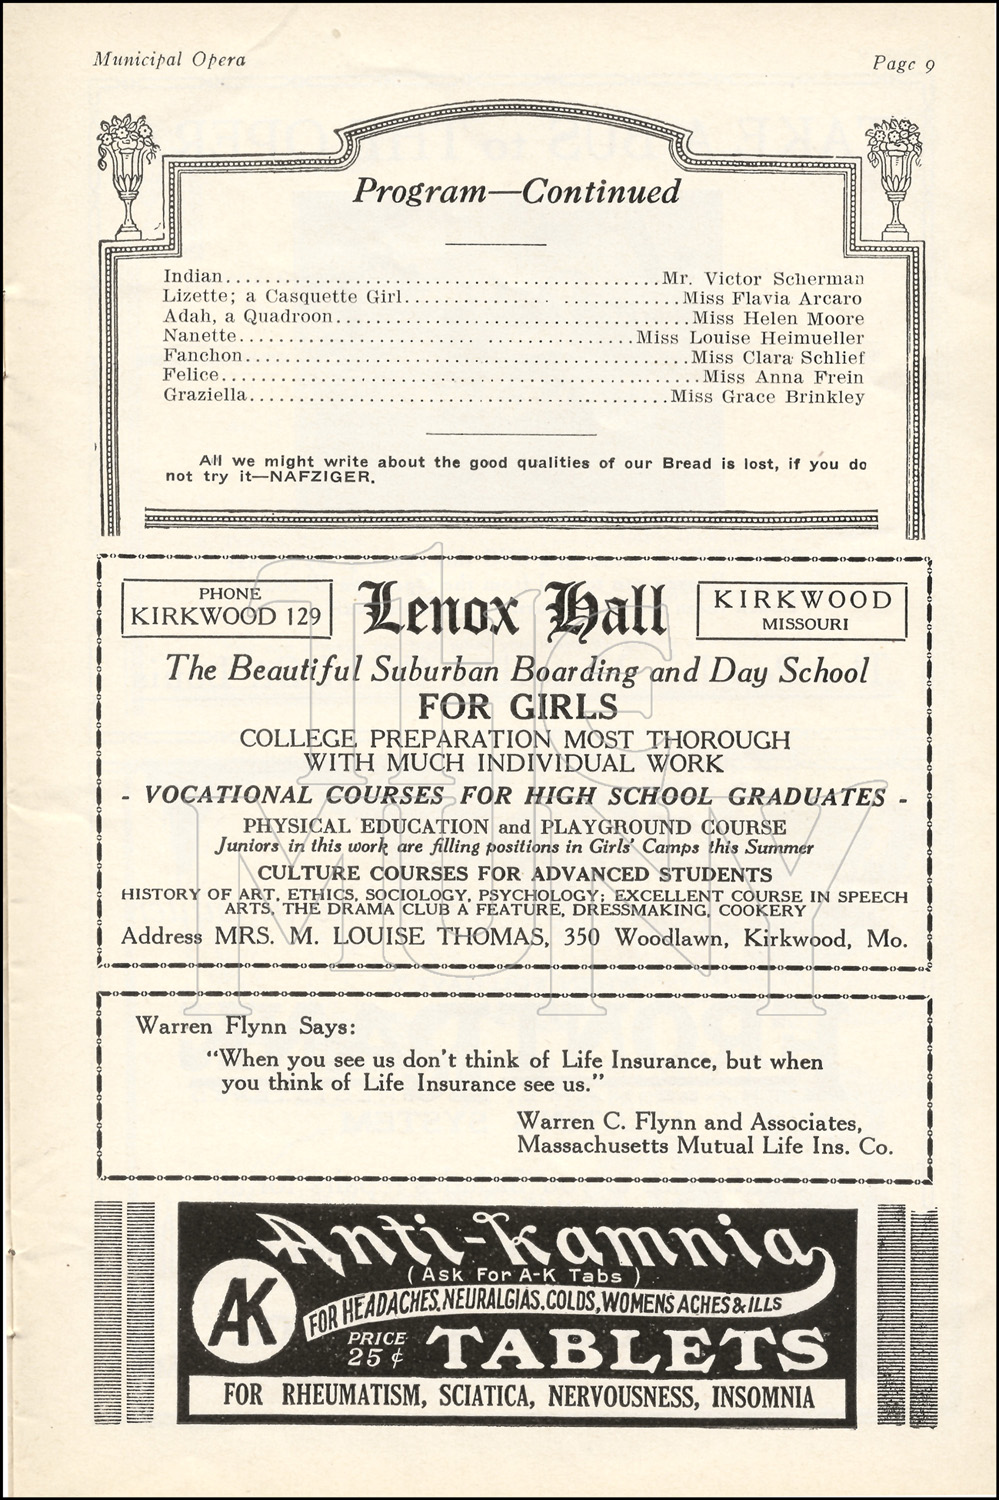 Municipal Opera
Page 9
Program—Continued
Indian................................................Mr. Victor Scherman
Lizette; a Casquette Girl............................Miss Flavia Arcaro
Adah, a Quadroon.......................................Miss Helen Moore
Nanette............................................Miss Louise Heimueller
Fanchon.................................................Miss Clara Schlief
Felice.....................................................Miss Anna Frein
Graziella..............................................Miss Grace Brinkley
All we might write about the good qualities of our Bread is lost, if you do
not try it—NAFZIGER.
PHONE
KIRKWOOD 129
Lenox Hall
KIRKWOOD
MISSOURI
The Beautiful Suburban Boarding and Day School
FOR GIRLS
COLLEGE PREPARATION MOST THOROUGH
WITH MUCH INDIVIDUAL WORK
- VOCATIONAL COURSES FOR HIGH SCHOOL GRADUATES -
PHYSICAL EDUCATION and PLAYGROUND COURSE
Juniors in this work are filling positions in Girls' Camps this Summer
CULTURE COURSES FOR ADVANCED STUDENTS
HISTORY OF ART, ETHICS, SOCIOLOGY, PSYCHOLOGY; EXCELLENT COURSE IN SPEECH
ARTS, THE DRAMA CLUB A FEATURE, DRESSMAKING, COOKERY
Address MRS. M. LOUISE THOMAS, 350 Woodlawn, Kirkwood, Mo.
THE
MUNY
Warren Flynn Says:
"When you see us don't think of Life Insurance, but when
you think of Life Insurance see us."
Warren C. Flynn and Associates,
Massachusetts Mutual Life Ins. Co.
Anti-Kamnia
(Ask For A-K Tabs)
AK
FOR HEADACHES, NEURALGIAS, COLDS, WOMENS ACHES & ILLS
PRICE
25 ¢
TABLETS
FOR RHEUMATISM, SCIATICA, NERVOUSNESS, INSOMNIA